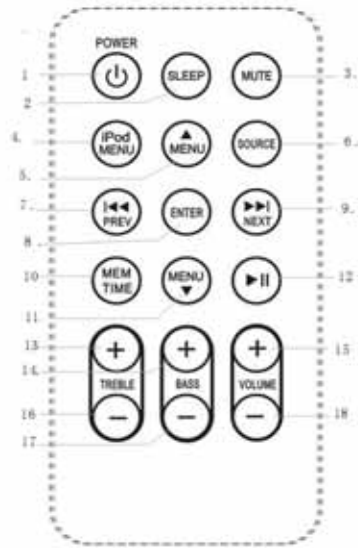 POWER
1. SLEEP MUTE 3.
2.
4. iPod MENU ▲ MENU SOURCE 6.
5.
7. I◀◀ PREV ENTER ▶▶I NEXT 9.
8.
10 MEM TIME MENU ▼ ▶II 12
11.
13 + + + 15
14.
TREBLE BASS VOLUME
16 − − − 18
17